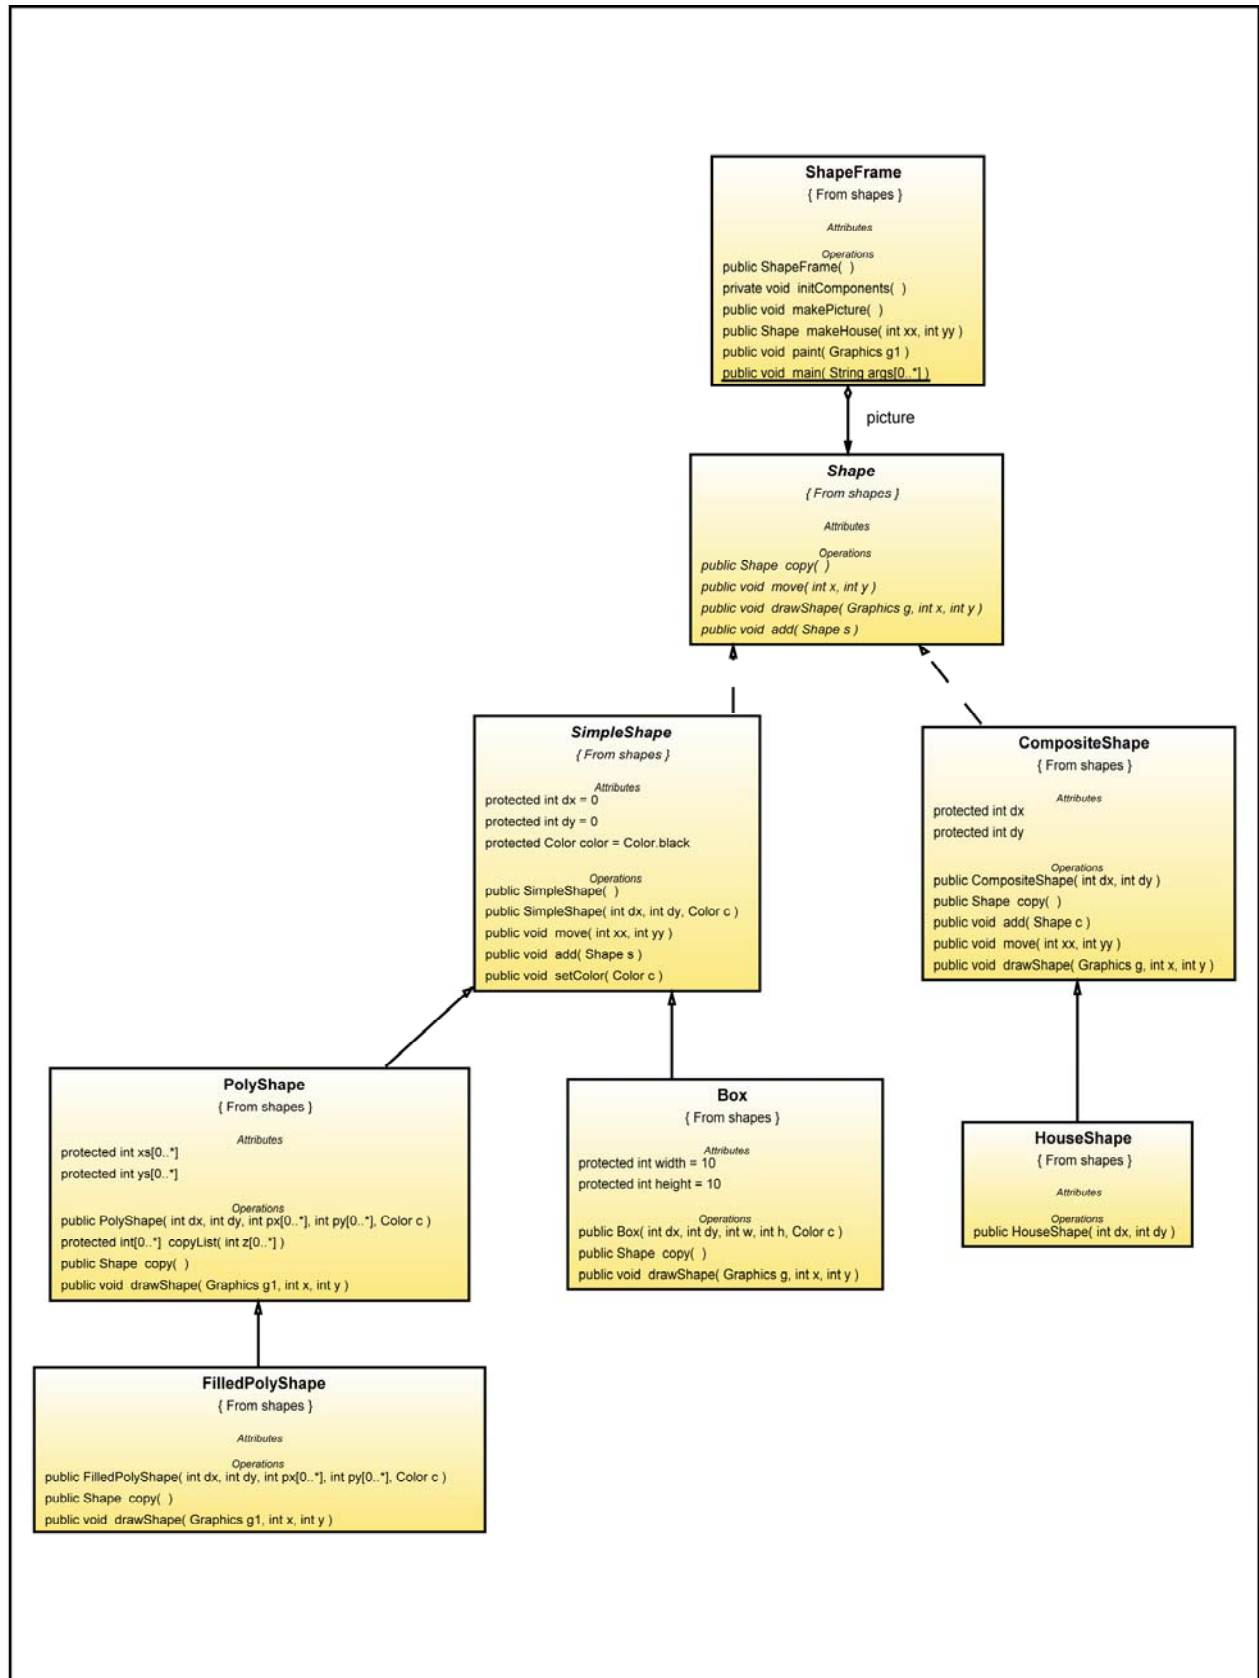 ShapeFrame
{ From shapes }
Attributes
Operations
public ShapeFrame( )
private void initComponents( )
public void makePicture( )
public Shape makeHouse( int xx, int yy )
public void paint( Graphics g1 )
public void main( String args[0..*] )
picture
Shape
{ From shapes }
Attributes
Operations
public Shape copy( )
public void move( int x, int y )
public void drawShape( Graphics g, int x, int y )
public void add( Shape s )
SimpleShape
{ From shapes }
Attributes
protected int dx = 0
protected int dy = 0
protected Color color = Color.black
Operations
public SimpleShape( )
public SimpleShape( int dx, int dy, Color c )
public void move( int xx, int yy )
public void add( Shape s )
public void setColor( Color c )
CompositeShape
{ From shapes }
Attributes
protected int dx
protected int dy
Operations
public CompositeShape( int dx, int dy )
public Shape copy( )
public void add( Shape c )
public void move( int xx, int yy )
public void drawShape( Graphics g, int x, int y )
PolyShape
{ From shapes }
Attributes
protected int xs[0..*]
protected int ys[0..*]
Operations
public PolyShape( int dx, int dy, int px[0..*], int py[0..*], Color c )
protected int[0..*] copyList( int z[0..*] )
public Shape copy( )
public void drawShape( Graphics g1, int x, int y )
Box
{ From shapes }
Attributes
protected int width = 10
protected int height = 10
Operations
public Box( int dx, int dy, int w, int h, Color c )
public Shape copy( )
public void drawShape( Graphics g, int x, int y )
HouseShape
{ From shapes }
Attributes
Operations
public HouseShape( int dx, int dy )
FilledPolyShape
{ From shapes }
Attributes
Operations
public FilledPolyShape( int dx, int dy, int px[0..*], int py[0..*], Color c )
public Shape copy( )
public void drawShape( Graphics g1, int x, int y )